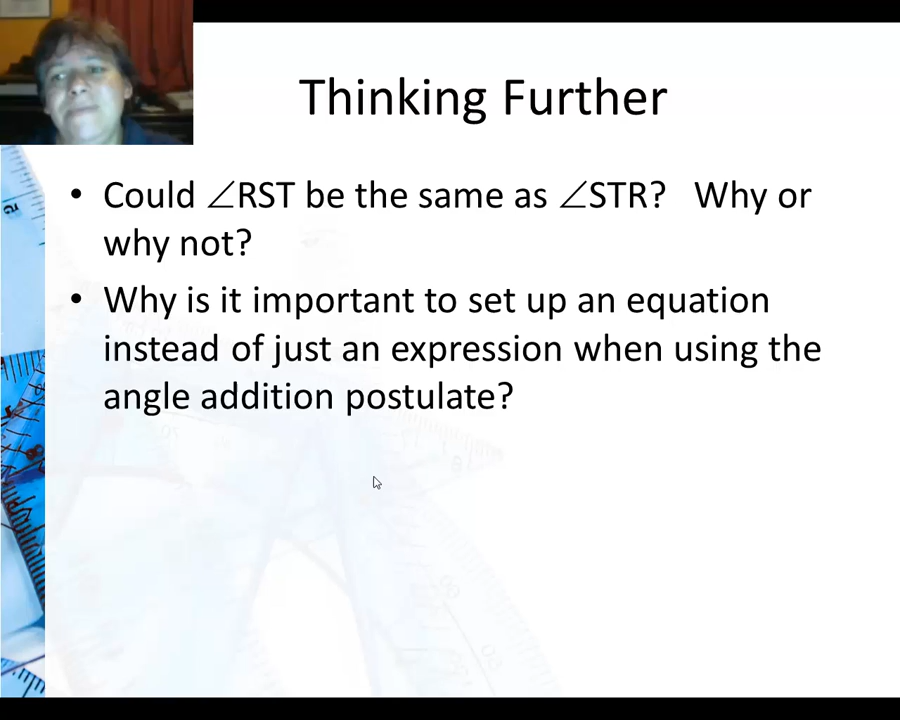 Thinking Further
• Could ∠RST be the same as ∠STR? Why or
why not?
• Why is it important to set up an equation
instead of just an expression when using the
angle addition postulate?